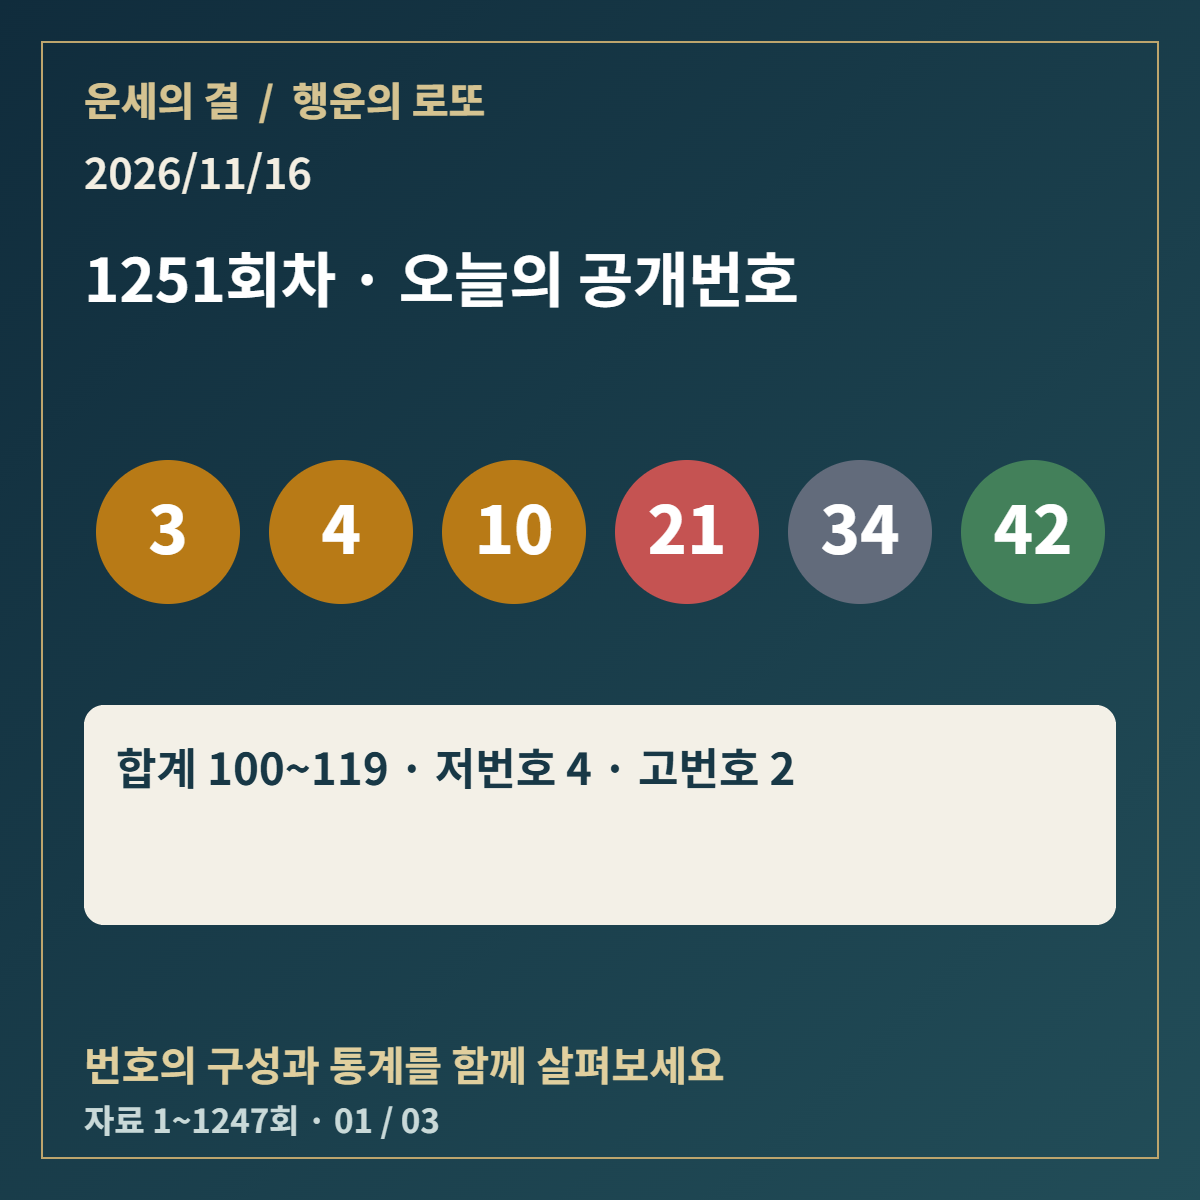 운세의 결 / 행운의 로또
2026/11/16
1251회차 · 오늘의 공개번호
3 4 10 21 34 42
합계 100~119 · 저번호 4 · 고번호 2
번호의 구성과 통계를 함께 살펴보세요
자료 1~1247회 · 01 / 03